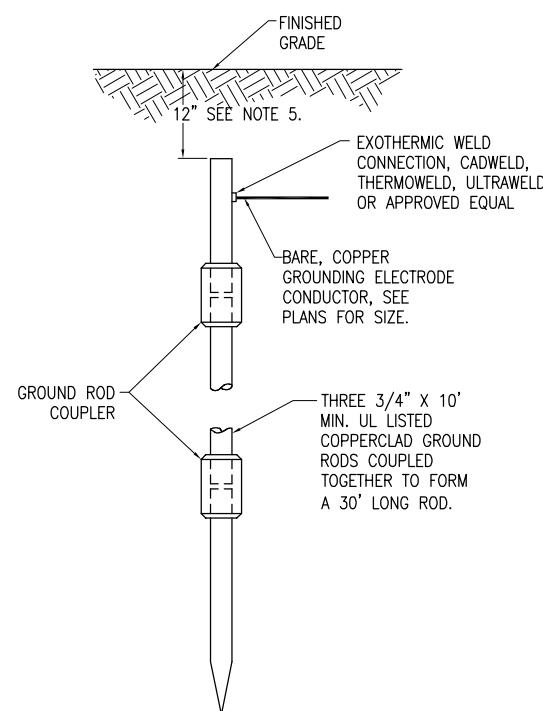 FINISHED
GRADE
12" SEE NOTE 5.
EXOTHERMIC WELD
CONNECTION, CADWELD,
THERMOWELD, ULTRAWELD
OR APPROVED EQUAL
BARE, COPPER
GROUNDING ELECTRODE
CONDUCTOR, SEE
PLANS FOR SIZE.
GROUND ROD
COUPLER
THREE 3/4" X 10'
MIN. UL LISTED
COPPERCLAD GROUND
RODS COUPLED
TOGETHER TO FORM
A 30' LONG ROD.